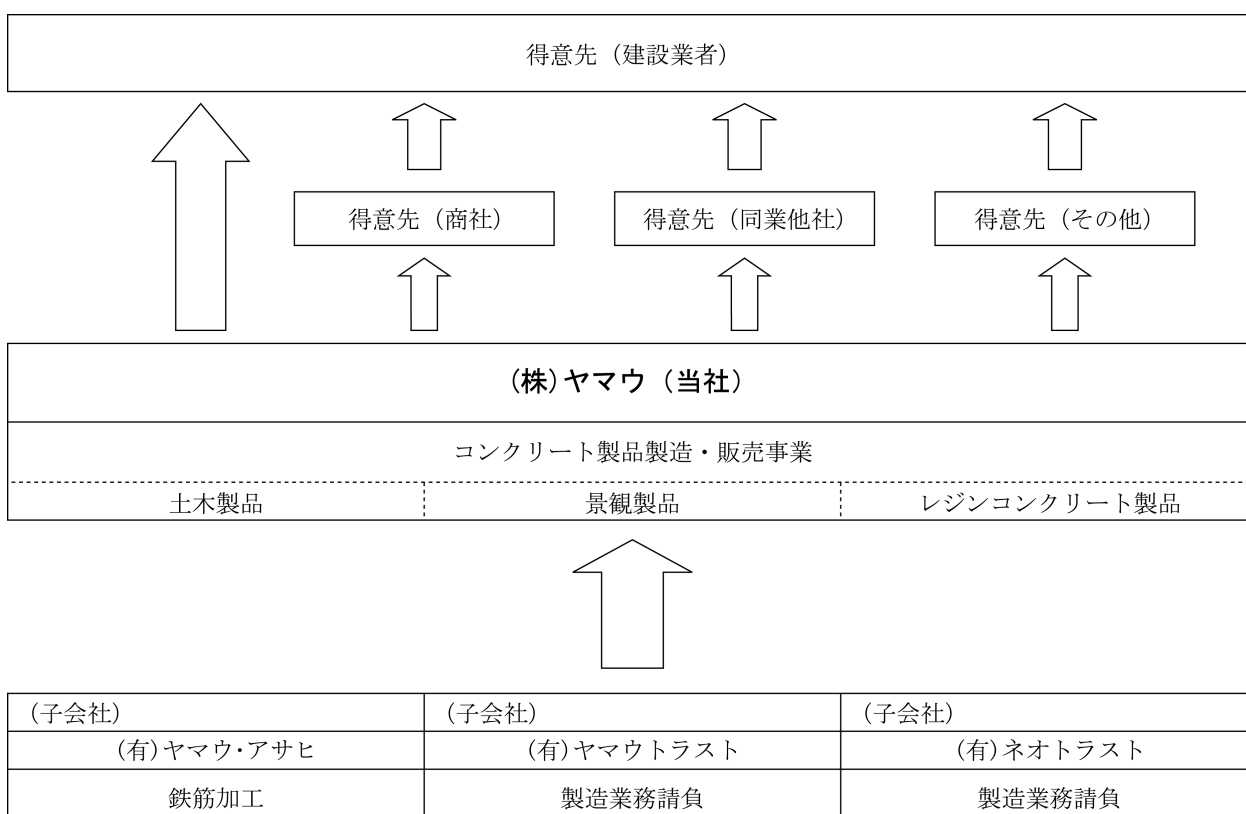 得意先（建設業者）
得意先（商社）
得意先（同業他社）
得意先（その他）
(株)ヤマウ（当社）
コンクリート製品製造・販売事業
土木製品
景観製品
レジンコンクリート製品
(子会社)
(子会社)
(子会社)
(有)ヤマウ・アサヒ
(有)ヤマウトラスト
(有)ネオトラスト
鉄筋加工
製造業務請負
製造業務請負